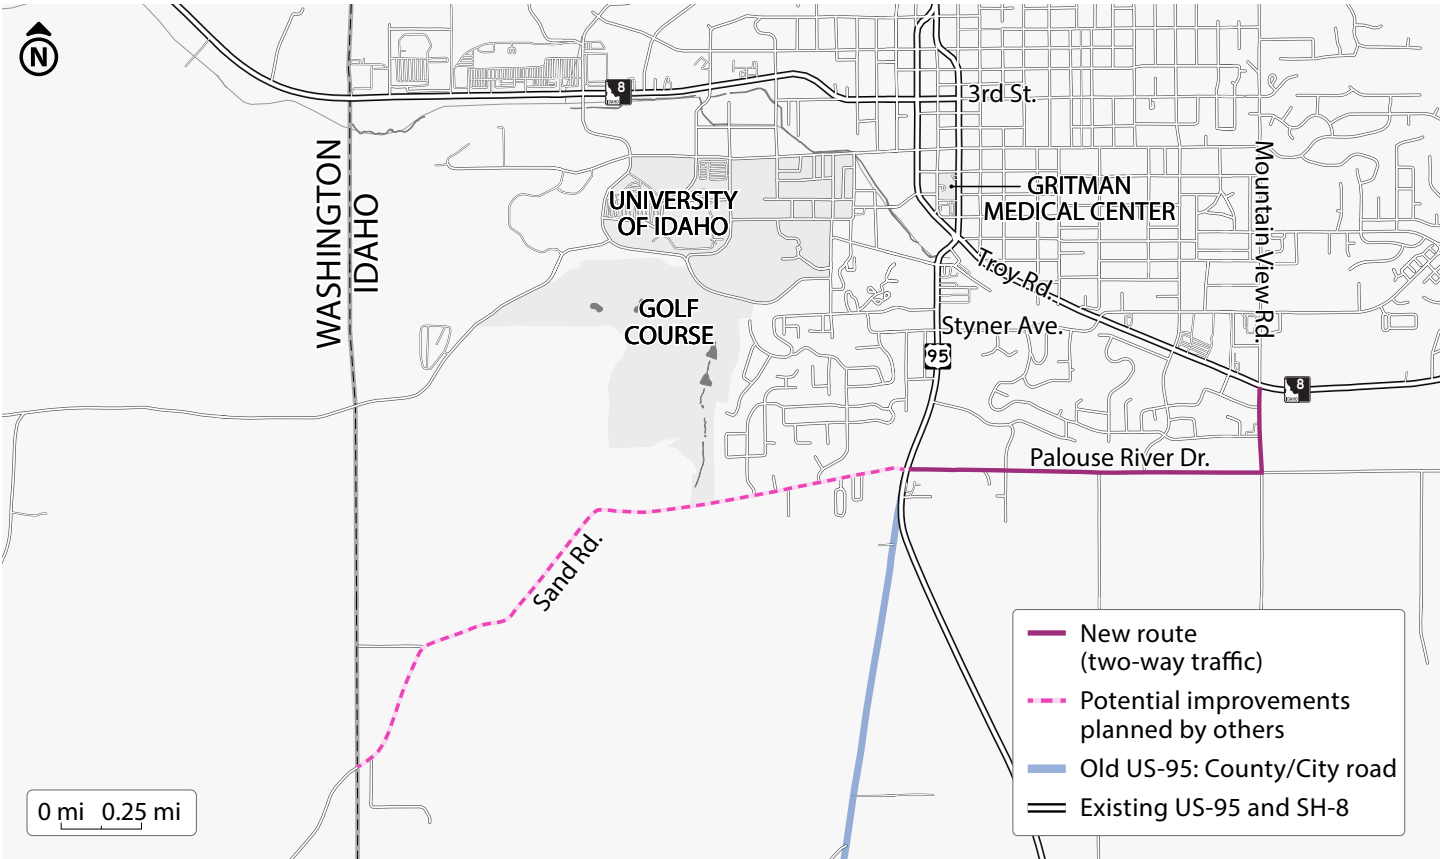 N
8
IDAHO
3rd St.
WASHINGTON
IDAHO
UNIVERSITY
OF IDAHO
GRITMAN
MEDICAL CENTER
Mountain View Rd.
Troy Rd.
GOLF
COURSE
Styner Ave.
95
8
IDAHO
Palouse River Dr.
Sand Rd.
New route
(two-way traffic)
Potential improvements
planned by others
Old US-95: County/City road
Existing US-95 and SH-8
0 mi 0.25 mi